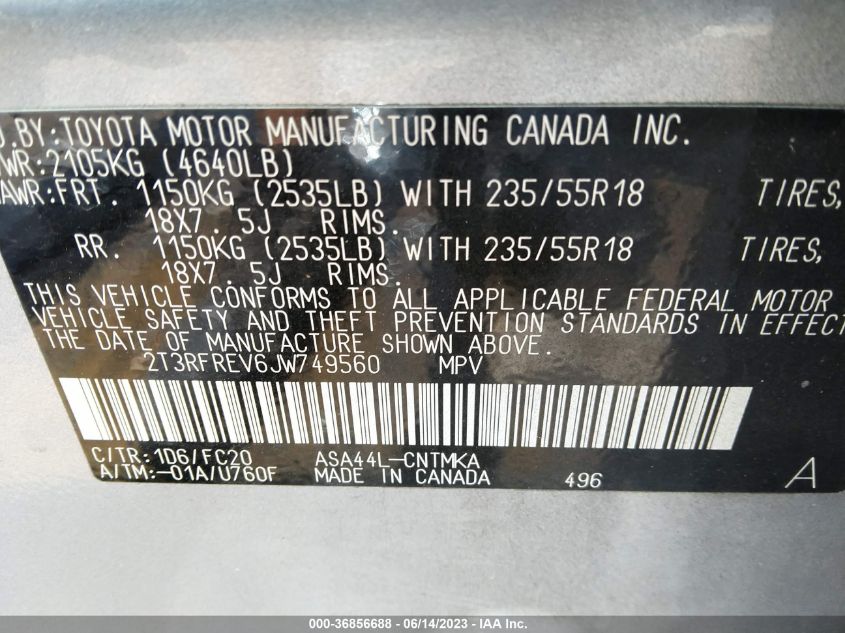 D.BY:TOYOTA MOTOR MANUFACTURING CANADA INC.
WR:2105KG (4640LB)
AWR:FRT. 1150KG (2535LB) WITH 235/55R18 TIRES,
18X7.5J RIMS.
RR. 1150KG (2535LB) WITH 235/55R18 TIRES,
18X7.5J RIMS.
THIS VEHICLE CONFORMS TO ALL APPLICABLE FEDERAL MOTOR
VEHICLE SAFETY AND THEFT PREVENTION STANDARDS IN EFFECT
THE DATE OF MANUFACTURE SHOWN ABOVE.
2T3RFREV6JW749560 MPV
C/TR:1D6/FC20 ASA44L-CNTMKA
A/TM:-01A/U760F MADE IN CANADA 496 A
000-36856688 - 06/14/2023 - IAAI.com